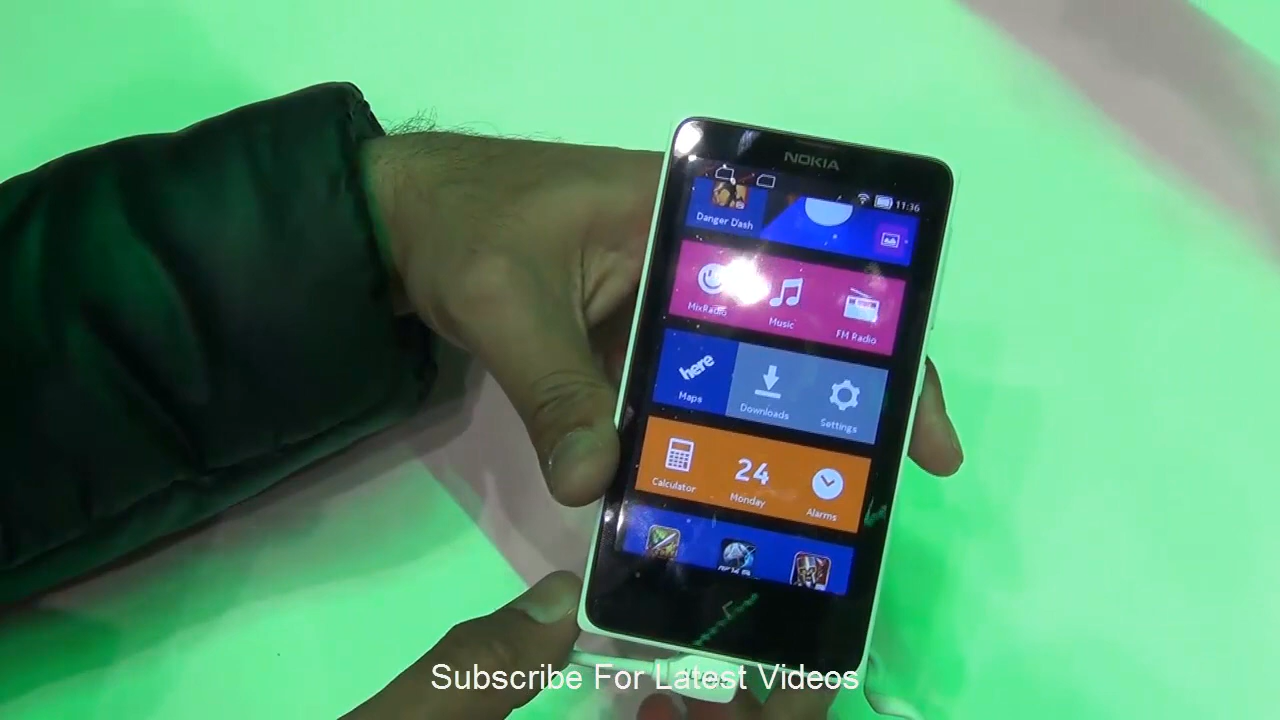 NOKIA
11:36
Danger Dash
MixRadio
Music
FM Radio
here
Maps
Downloads
Settings
Calculator
24
Monday
Alarms
Subscribe For Latest Videos